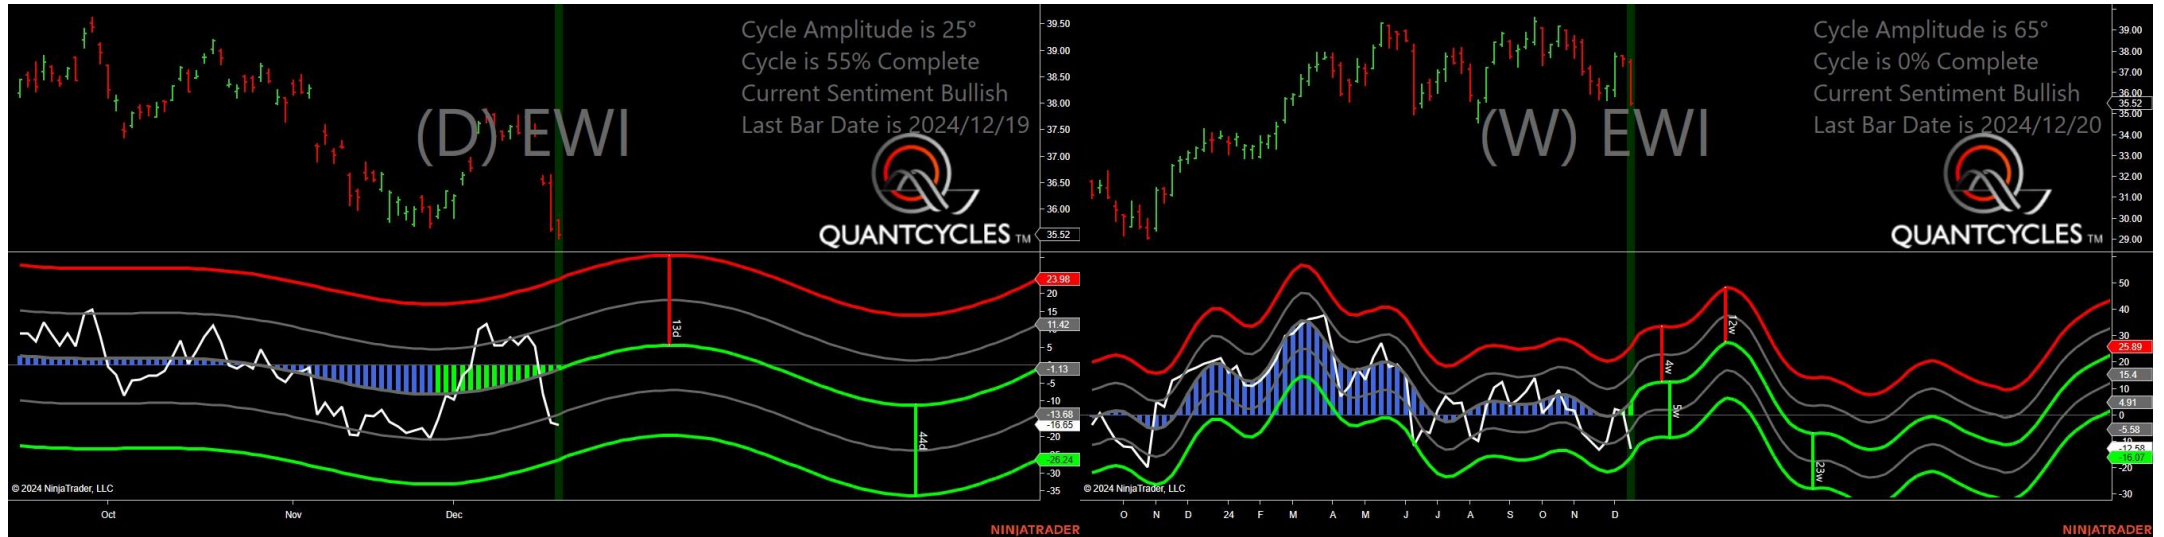 Cycle Amplitude is 25°
Cycle is 55% Complete
Current Sentiment Bullish
Last Bar Date is 2024/12/19
(D) EWI
QUANTCYCLES TM
39.50
39.00
38.50
38.00
37.50
37.00
36.50
36.00
35.52
23.98
20
15
11.42
5
-1.13
-5
-10
-13.68
-16.65
-20
-26.24
-30
-35
13d
44d
© 2024 NinjaTrader, LLC
Oct Nov Dec
NINJATRADER
Cycle Amplitude is 65°
Cycle is 0% Complete
Current Sentiment Bullish
Last Bar Date is 2024/12/20
(W) EWI
QUANTCYCLES TM
39.00
38.00
37.00
36.00
35.52
35.00
34.00
33.00
32.00
31.00
30.00
29.00
50
40
30
25.89
20
15.4
10
4.91
0
-5.58
-12.58
-16.07
-20
-30
4w
5w
12w
23w
© 2024 NinjaTrader, LLC
O N D 24 F M A M J J A S O N D
NINJATRADER